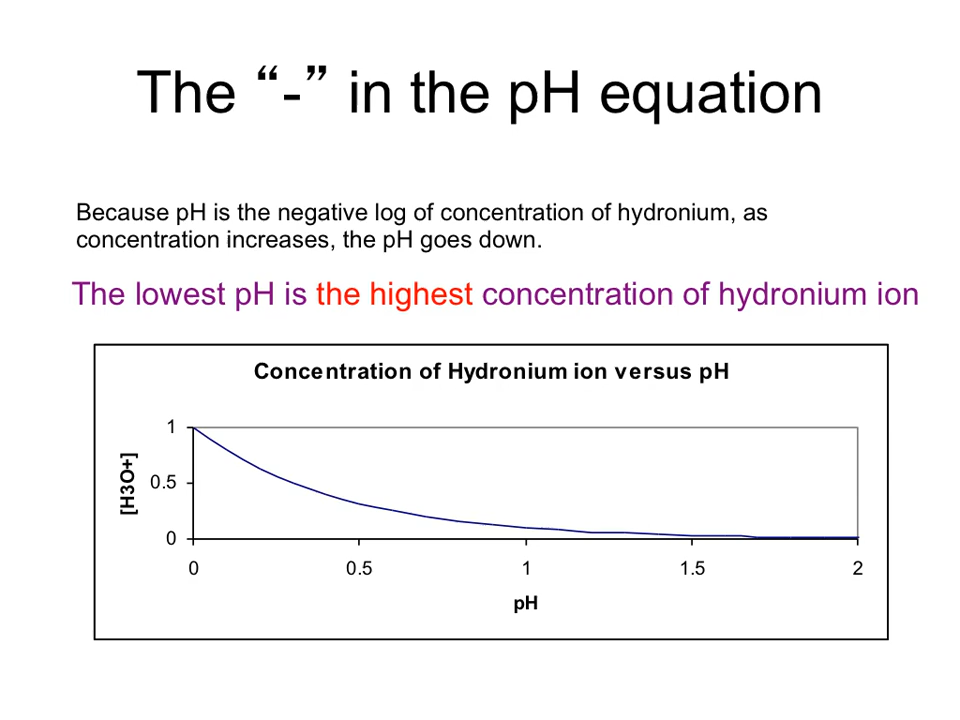 The “-” in the pH equation
Because pH is the negative log of concentration of hydronium, as
concentration increases, the pH goes down.
The lowest pH is the highest concentration of hydronium ion
Concentration of Hydronium ion versus pH
1
0.5
0
[H3O+]
0 0.5 1 1.5 2
pH